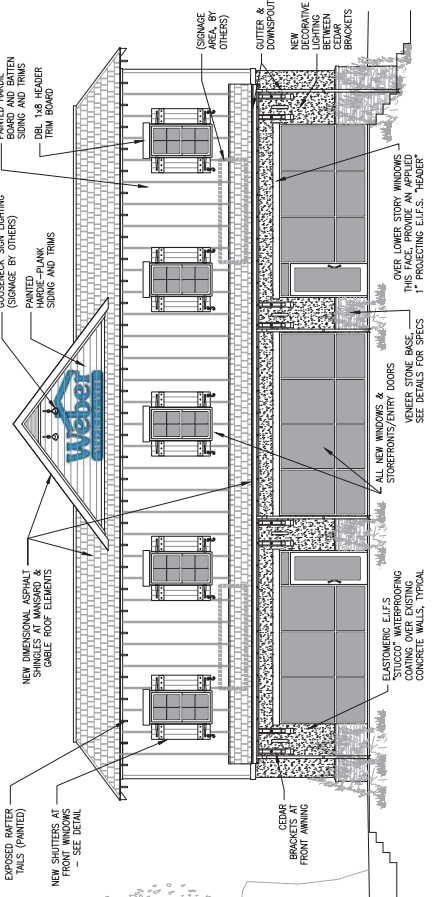 EXPOSED RAFTER
TAILS (PAINTED)
NEW SHUTTERS AT
FRONT WINDOWS
- SEE DETAIL
NEW DIMENSIONAL ASPHALT
SHINGLES AT MANSARD &
GABLE ROOF ELEMENTS
Weber
GOOSENECK SIGN LIGHTING
(SIGNAGE BY OTHERS)
PAINTED
HARDIE-PLANK
SIDING AND TRIMS
PAINTED HARDIE
BOARD AND BATTEN
SIDING AND TRIMS
DBL 1x8 HEADER
TRIM BOARD
(SIGNAGE
AREA, BY
OTHERS)
GUTTER &
DOWNSPOUT
NEW
DECORATIVE
LIGHTING
BETWEEN
CEDAR
BRACKETS
CEDAR
BRACKETS AT
FRONT AWNING
ELASTOMERIC E.I.F.S
"STUCCO" WATERPROOFING
COATING OVER EXISTING
CONCRETE WALLS, TYPICAL
ALL NEW WINDOWS &
STOREFRONTS/ENTRY DOORS
VENEER STONE BASE,
SEE DETAILS FOR SPECS
OVER LOWER STORY WINDOWS
THIS FACE, PROVIDE AN APPLIED
1" PROJECTING E.I.F.S. "HEADER"